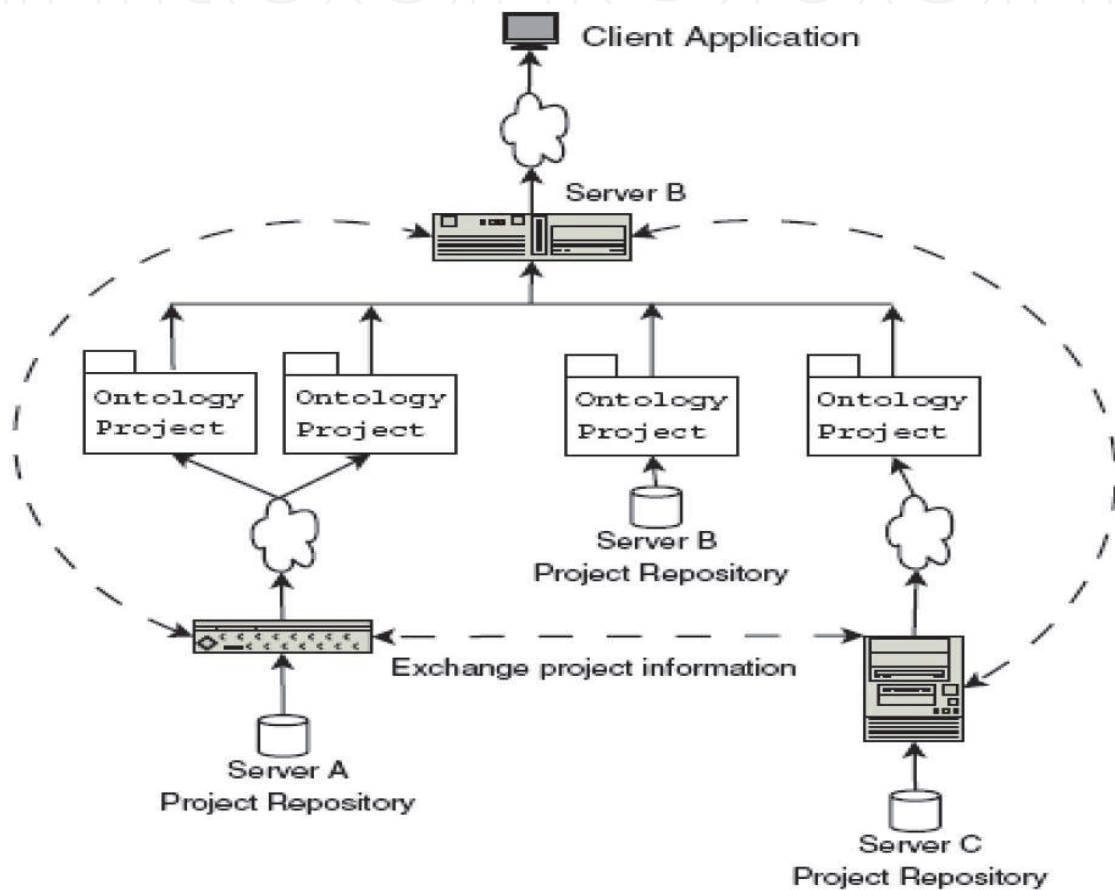 Client Application
Server B
Ontology
Project
Ontology
Project
Ontology
Project
Ontology
Project
Server B
Project Repository
Exchange project information
Server A
Project Repository
Server C
Project Repository